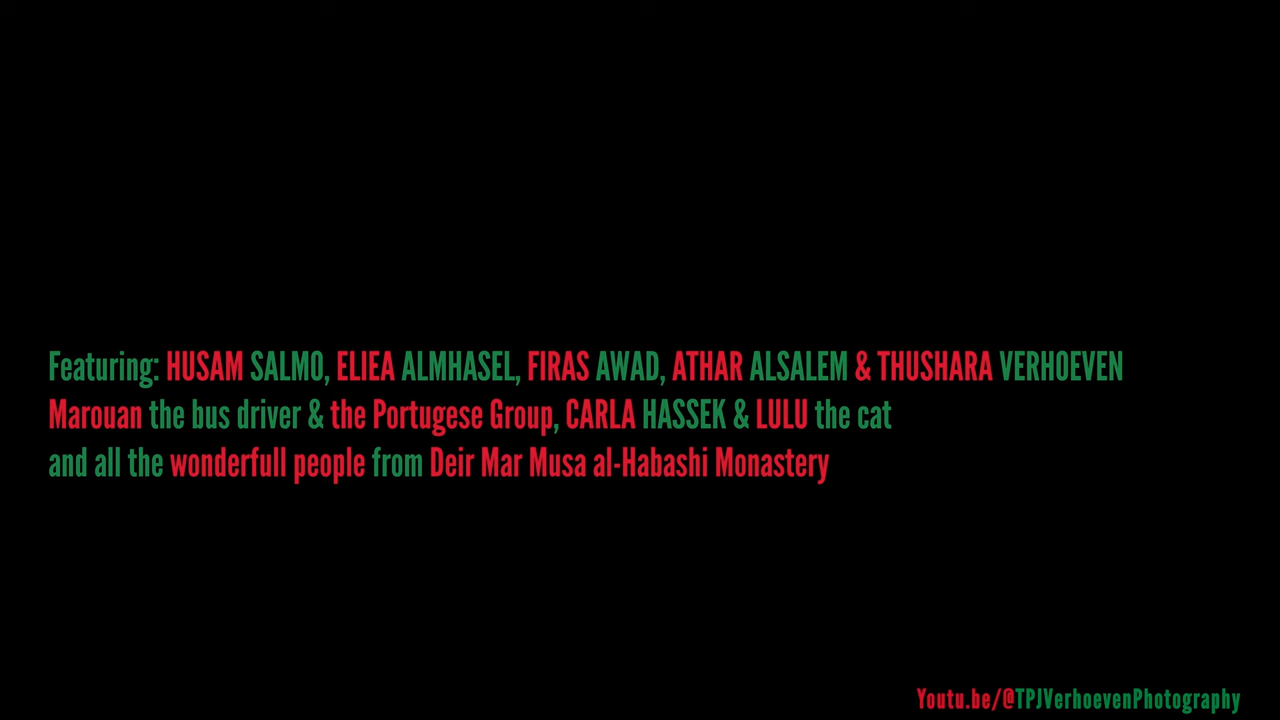 Featuring: HUSAM SALMO, ELIEA ALMHASEL, FIRAS AWAD, ATHAR ALSALEM & THUSHARA VERHOEVEN
Marouan the bus driver & the Portugese Group, CARLA HASSEK & LULU the cat
and all the wonderfull people from Deir Mar Musa al-Habashi Monastery
Youtu.be/@TPJVerhoevenPhotography